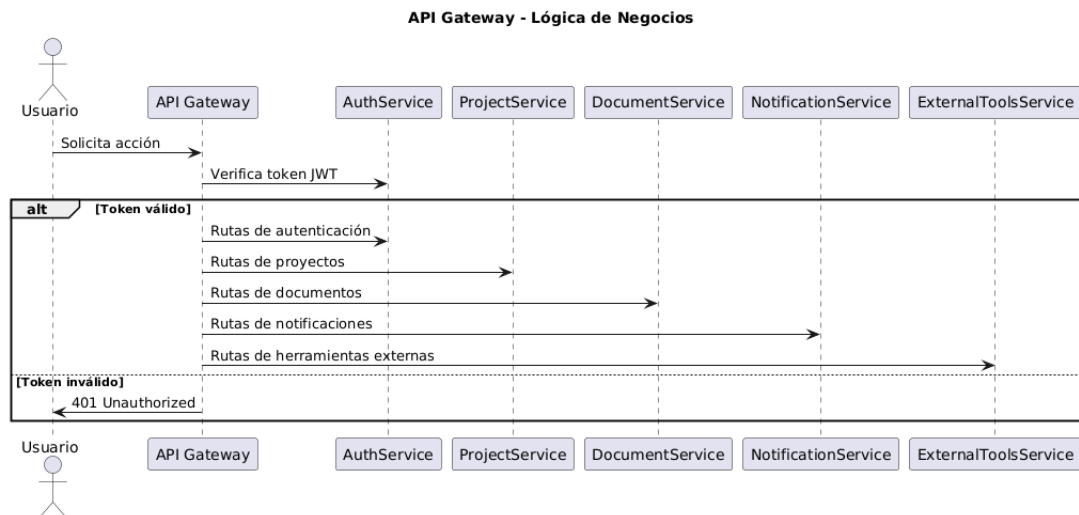 API Gateway - Lógica de Negocios
Usuario
API Gateway
AuthService
ProjectService
DocumentService
NotificationService
ExternalToolsService
Solicita acción
Verifica token JWT
alt
[Token válido]
Rutas de autenticación
Rutas de proyectos
Rutas de documentos
Rutas de notificaciones
Rutas de herramientas externas
[Token inválido]
401 Unauthorized
Usuario
API Gateway
AuthService
ProjectService
DocumentService
NotificationService
ExternalToolsService